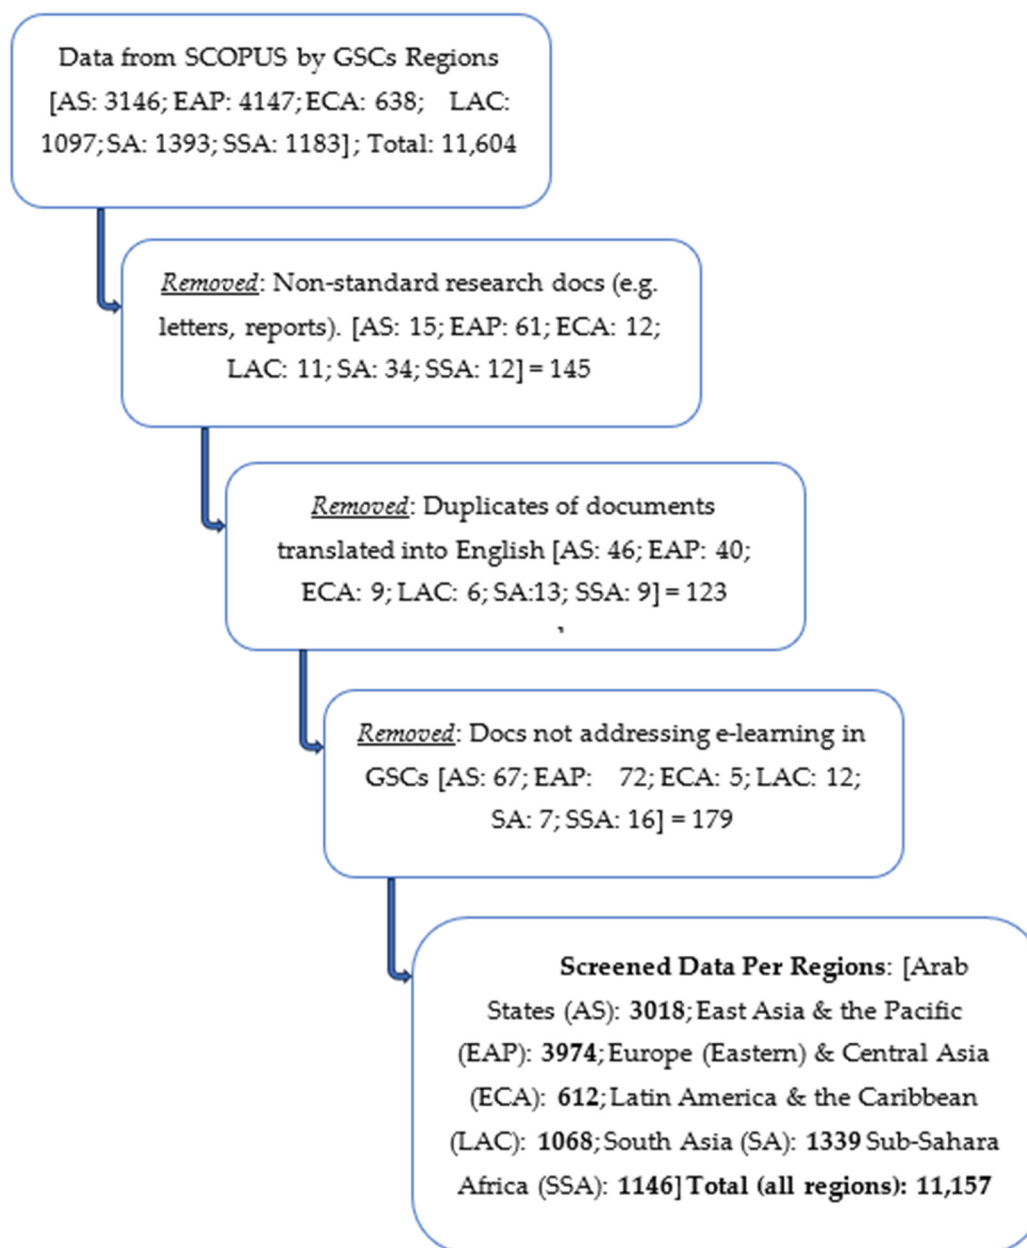 Data from SCOPUS by GSCs Regions
[AS: 3146; EAP: 4147; ECA: 638; LAC:
1097; SA: 1393; SSA: 1183]; Total: 11,604
Removed: Non-standard research docs (e.g.
letters, reports). [AS: 15; EAP: 61; ECA: 12;
LAC: 11; SA: 34; SSA: 12] = 145
Removed: Duplicates of documents
translated into English [AS: 46; EAP: 40;
ECA: 9; LAC: 6; SA:13; SSA: 9] = 123
Removed: Docs not addressing e-learning in
GSCs [AS: 67; EAP: 72; ECA: 5; LAC: 12;
SA: 7; SSA: 16] = 179
Screened Data Per Regions: [Arab
States (AS): 3018; East Asia & the Pacific
(EAP): 3974; Europe (Eastern) & Central Asia
(ECA): 612; Latin America & the Caribbean
(LAC): 1068; South Asia (SA): 1339 Sub-Sahara
Africa (SSA): 1146] Total (all regions): 11,157